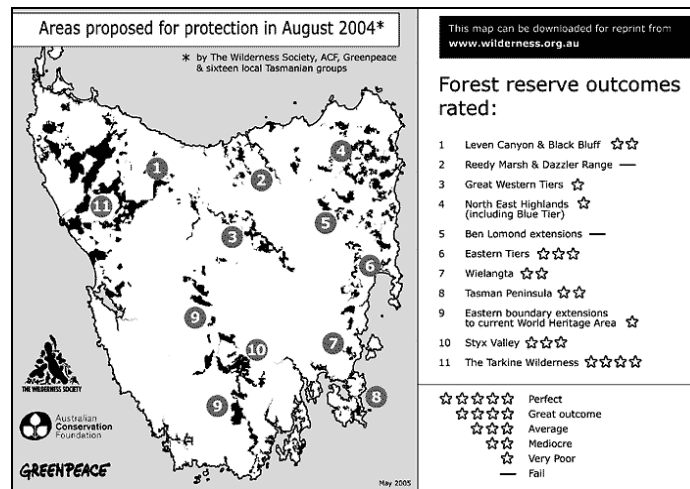 Areas proposed for protection in August 2004*
* by The Wilderness Society, ACF, Greenpeace
& sixteen local Tasmanian groups
1
2
3
4
5
6
7
8
9
9
10
11
THE WILDERNESS SOCIETY
Australian
Conservation
Foundation
GREENPEACE
May 2005
This map can be downloaded for reprint from
www.wilderness.org.au
Forest reserve outcomes
rated:
1 Leven Canyon & Black Bluff ☆☆
2 Reedy Marsh & Dazzler Range —
3 Great Western Tiers ☆
4 North East Highlands ☆
(including Blue Tier)
5 Ben Lomond extensions —
6 Eastern Tiers ☆☆☆
7 Wielangta ☆☆
8 Tasman Peninsula ☆☆
9 Eastern boundary extensions
to current World Heritage Area ☆
10 Styx Valley ☆☆☆
11 The Tarkine Wilderness ☆☆☆☆
☆☆☆☆☆ Perfect
☆☆☆☆ Great outcome
☆☆☆ Average
☆☆ Mediocre
☆ Very Poor
— Fail